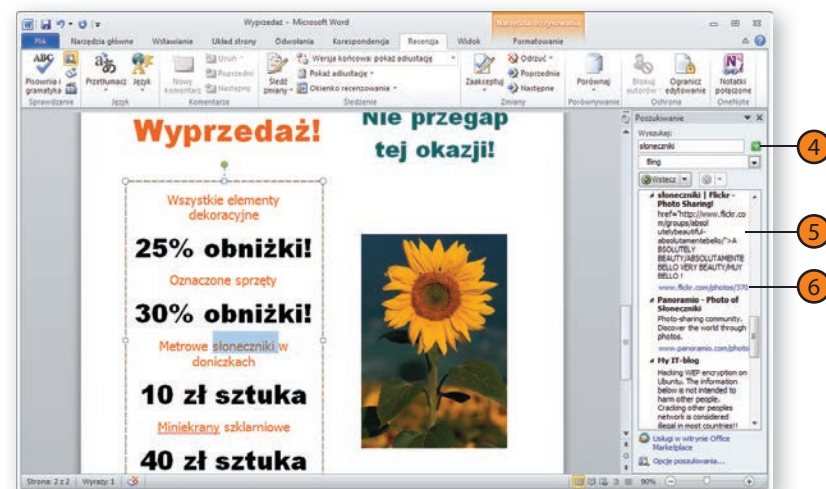 Wyprzedaż - Microsoft Word
Narzędzia do rysowania
Plik Narzędzia główne Wstawianie Układ strony Odwołania Korespondencja Recenzja Widok Formatowanie
ABC
Pisownia i gramatyka
Przetłumacz
Język
Nowy komentarz
Usuń
Poprzedni
Następny
Śledź zmiany
Wersja końcowa: pokaż adiustację
Pokaż adiustację
Okienko recenzowania
Zaakceptuj
Odrzuć
Poprzednie
Następne
Porównaj
Blokuj autorów
Ogranicz edytowanie
Notatki połączone
Sprawdzanie Język Komentarze Śledzenie Zmiany Porównywanie Ochrona OneNote
Wyprzedaż!
Wszystkie elementy
dekoracyjne
25% obniżki!
Oznaczone sprzęty
30% obniżki!
Metrowe słoneczniki w
doniczkach
10 zł sztuka
Miniekrany szklarniowe
40 zł sztuka
Nie przegap
tej okazji!
Poszukiwanie
Wyszukaj:
słoneczniki
4
Bing
Wstecz
słoneczniki | Flickr -
Photo Sharing!
href="http://www.flickr.co
m/groups/absol
utelybeautiful-
absolutamentebello/">A
BSOLUTELY
BEAUTY/ABSOLUTAMENTE
BELLO VERY BEAUTY/MUY
BELLO !
5
www.flickr.com/photos/370
6
Panoramio - Photo of
Słoneczniki
Photo-sharing community.
Discover the world through
photos.
www.panoramio.com/photo
My IT-blog
Hacking WEP encryption on
Ubuntu. The information
below is not intended to
harm other people.
Cracking other peoples
network is considered
illegal in most countries!!
Usługi w witrynie Office
Marketplace
Opcje poszukiwania...
Strona: 2 z 2 Wyrazy: 1 90%